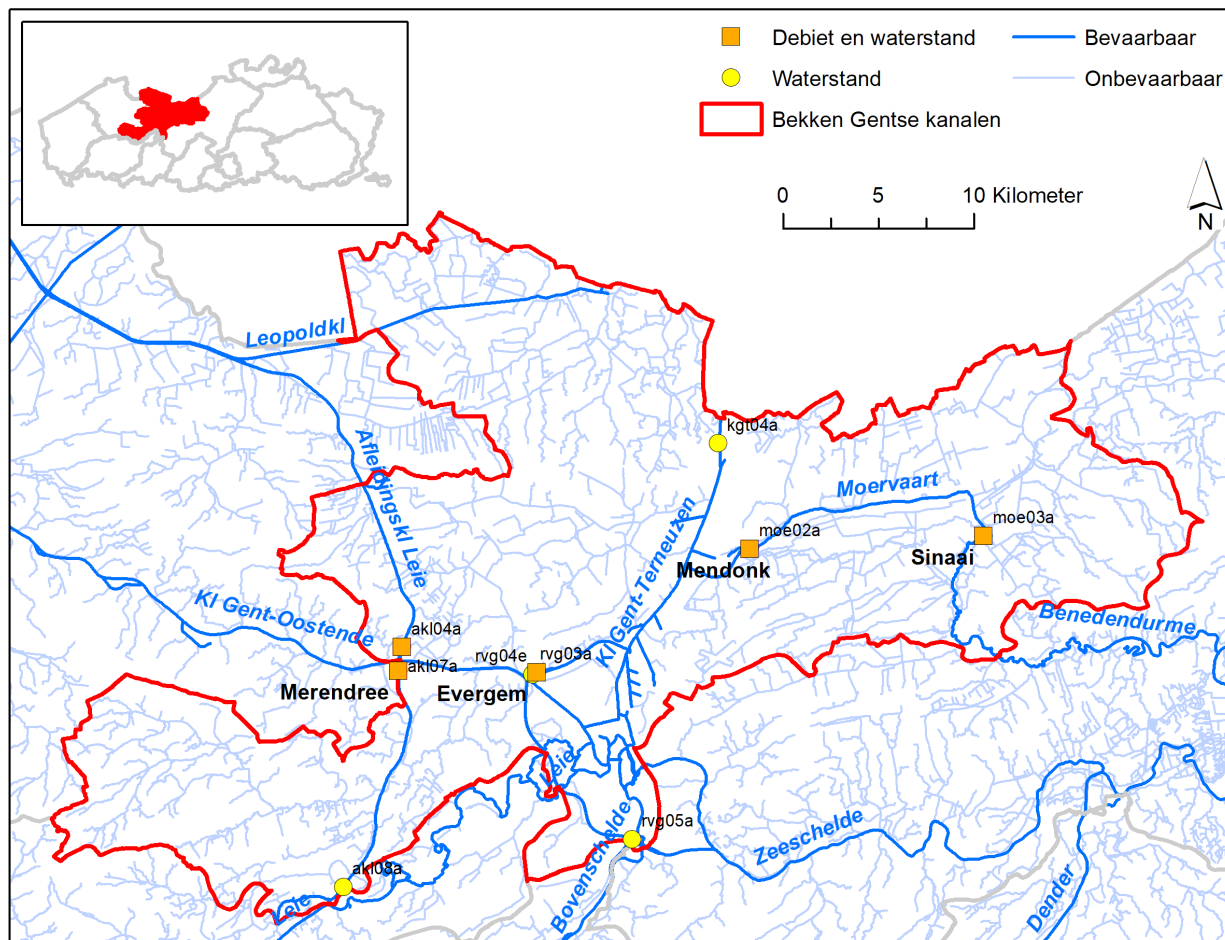 Debiet en waterstand
Bevaarbaar
Waterstand
Onbevaarbaar
Bekken Gentse kanalen
0 5 10 Kilometer
N
Leopoldkl
Afleidingskl Leie
kgt04a
Moervaart
moe02a
moe03a
Mendonk
Sinaai
Kl Gent-Terneuzen
Kl Gent-Oostende
Benedendurme
akl04a
rvg04e
rvg03a
akl07a
Merendree
Evergem
Leie
rvg05a
Zeeschelde
Bovenschelde
akl08a
Leie
Dender